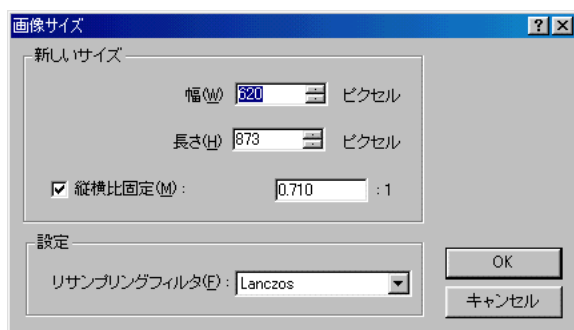 画像サイズ
新しいサイズ
幅(W) 620 ピクセル
長さ(H) 873 ピクセル
縦横比固定(M) : 0.710 : 1
設定
リサンプリングフィルタ(F) : Lanczos
OK
キャンセル